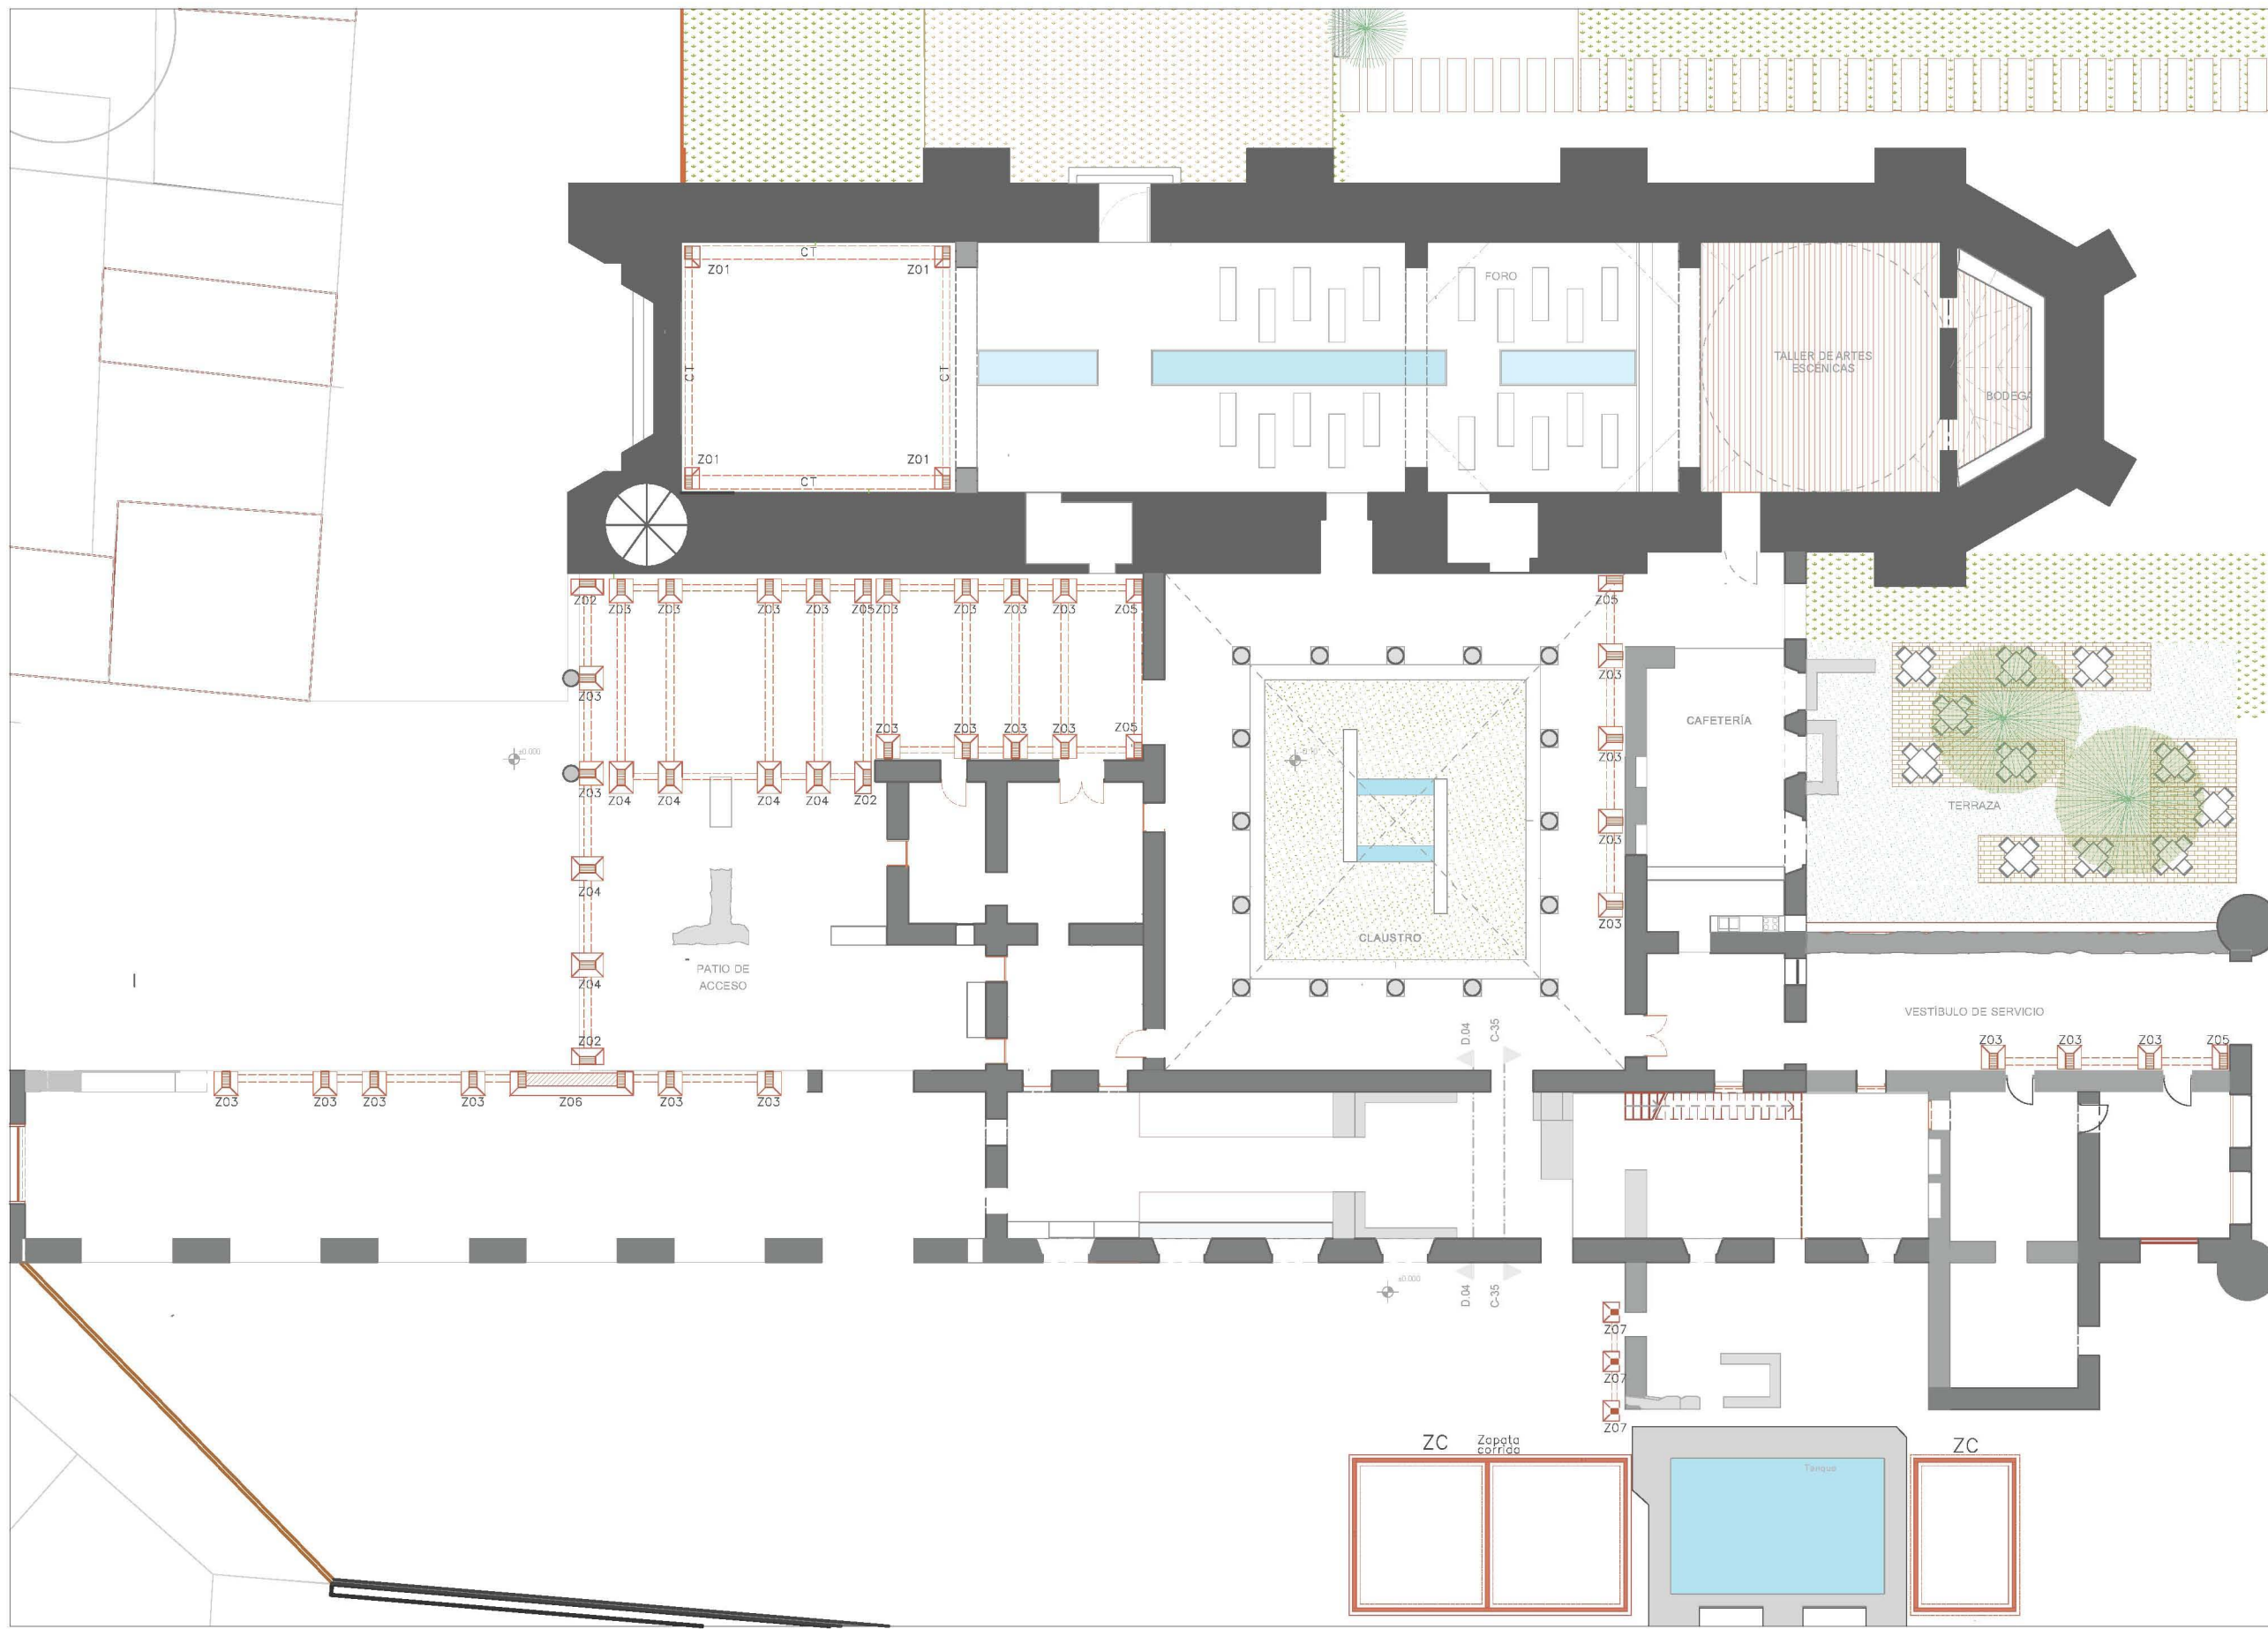 CT
Z01 Z01
FORO
CT CT
TALLER DE ARTES
ESCÉNICAS
BODEGA
Z01 Z01
CT
Z02 Z03 Z03 Z03 Z03 Z05 Z03 Z03 Z03 Z03 Z05
Z05
Z03
Z03
CAFETERÍA
Z03 Z03 Z03 Z03 Z05
±0.000
Z03
Z03 Z04 Z04 Z04 Z04 Z02
TERRAZA
Z03
Z04
Z03
CLAUSTRO
PATIO DE
ACCESO
Z04
VESTÍBULO DE SERVICIO
D.04
C-35
Z02
Z03 Z03 Z03 Z05
Z03 Z03 Z03 Z03 Z06 Z03 Z03
±0.000
D.04
C-35
Z07
Z07
Z07
ZC Zapata
corrida
ZC
Tanque